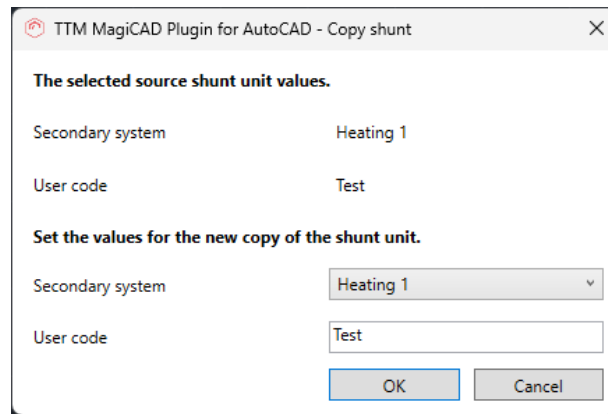 TTM MagiCAD Plugin for AutoCAD - Copy shunt
The selected source shunt unit values.
Secondary system Heating 1
User code Test
Set the values for the new copy of the shunt unit.
Secondary system Heating 1
User code Test
OK Cancel